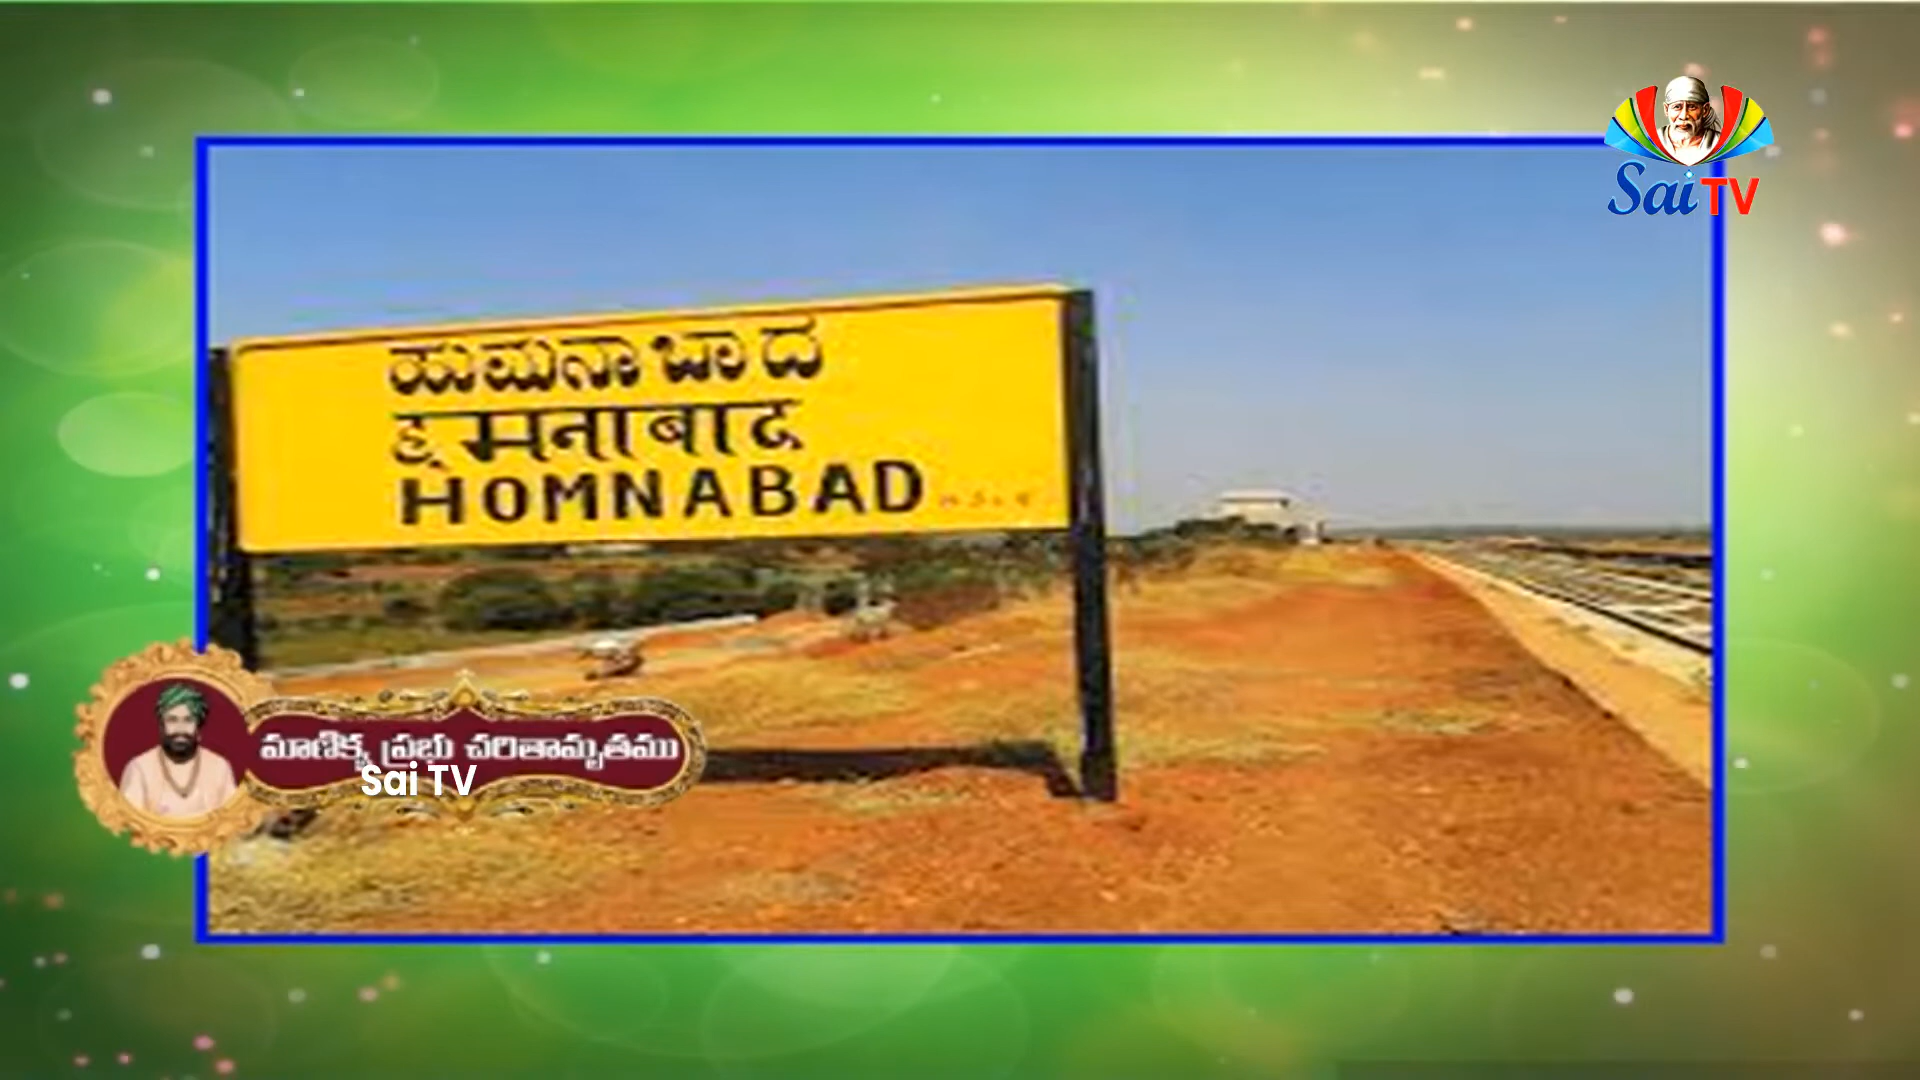 Sai TV
ಹುಮನಾಬಾದ
हुमनाबाद
HOMNABAD
మాణిక్య ప్రభు చరితామృతము
Sai TV